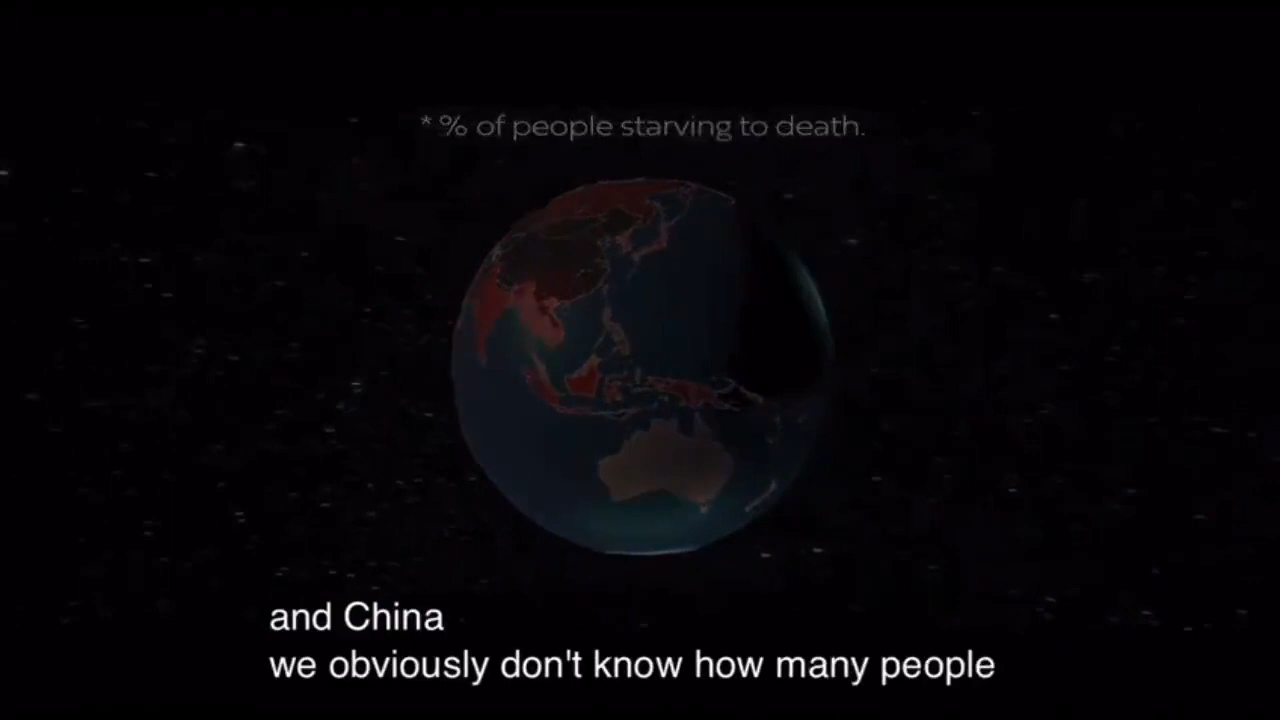 * % of people starving to death.
and China
we obviously don't know how many people